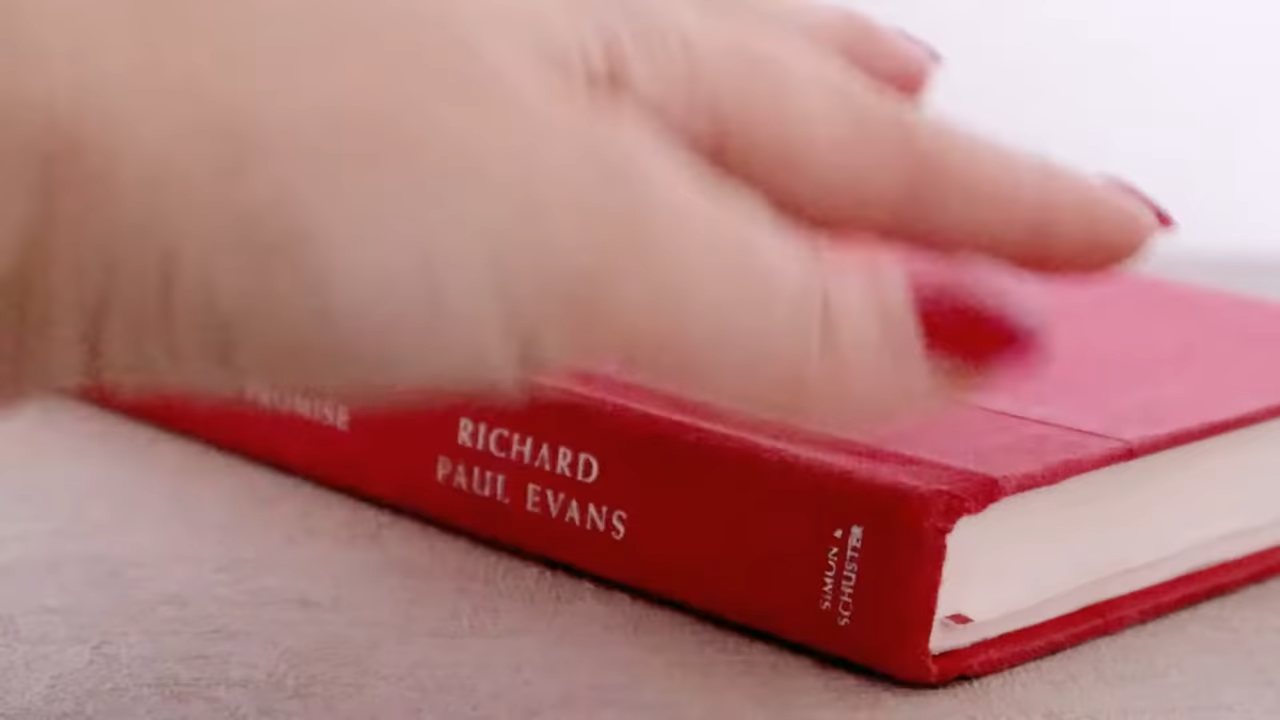 PROMISE
RICHARD
PAUL EVANS
SIMON &
SCHUSTER